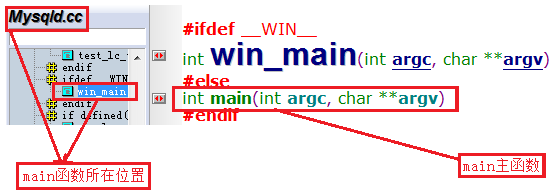 Mysqld.cc
test_lc_
endif
ifdef __WIN
win_main
endif
if defined(
#ifdef __WIN__
int win_main(int argc, char **argv)
#else
int main(int argc, char **argv)
#endif
main函数所在位置
main主函数